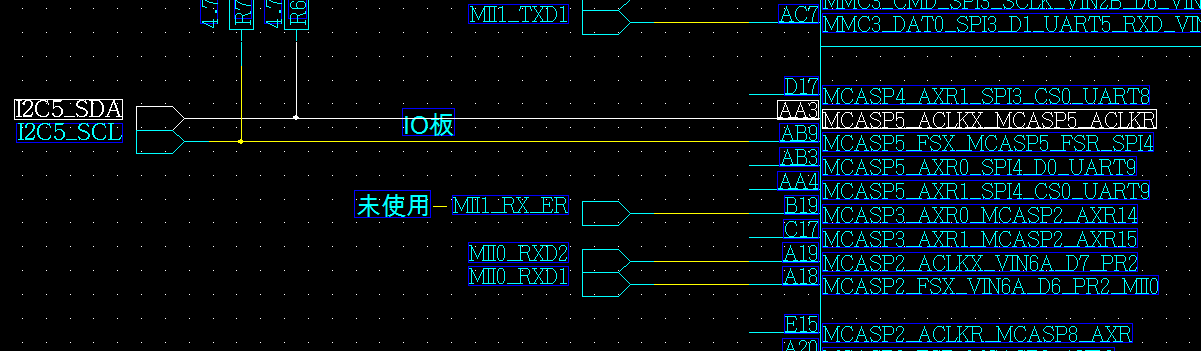 4.7
R7
4.7
R6
MII1_TXD1
AC7
MMC3_CMD_SPI3_SCLK_VIN2B_D6_VIN
MMC3_DAT0_SPI3_D1_UART5_RXD_VIN
D17
MCASP4_AXR1_SPI3_CS0_UART8
I2C5_SDA
AA3
MCASP5_ACLKX_MCASP5_ACLKR
I2C5_SCL
IO板
AB9
MCASP5_FSX_MCASP5_FSR_SPI4
AB3
MCASP5_AXR0_SPI4_D0_UART9
AA4
MCASP5_AXR1_SPI4_CS0_UART9
未使用
MII1_RX_ER
B19
MCASP3_AXR0_MCASP2_AXR14
C17
MCASP3_AXR1_MCASP2_AXR15
MII0_RXD2
A19
MCASP2_ACLKX_VIN6A_D7_PR2
MII0_RXD1
A18
MCASP2_FSX_VIN6A_D6_PR2_MII0
E15
MCASP2_ACLKR_MCASP8_AXR
A20